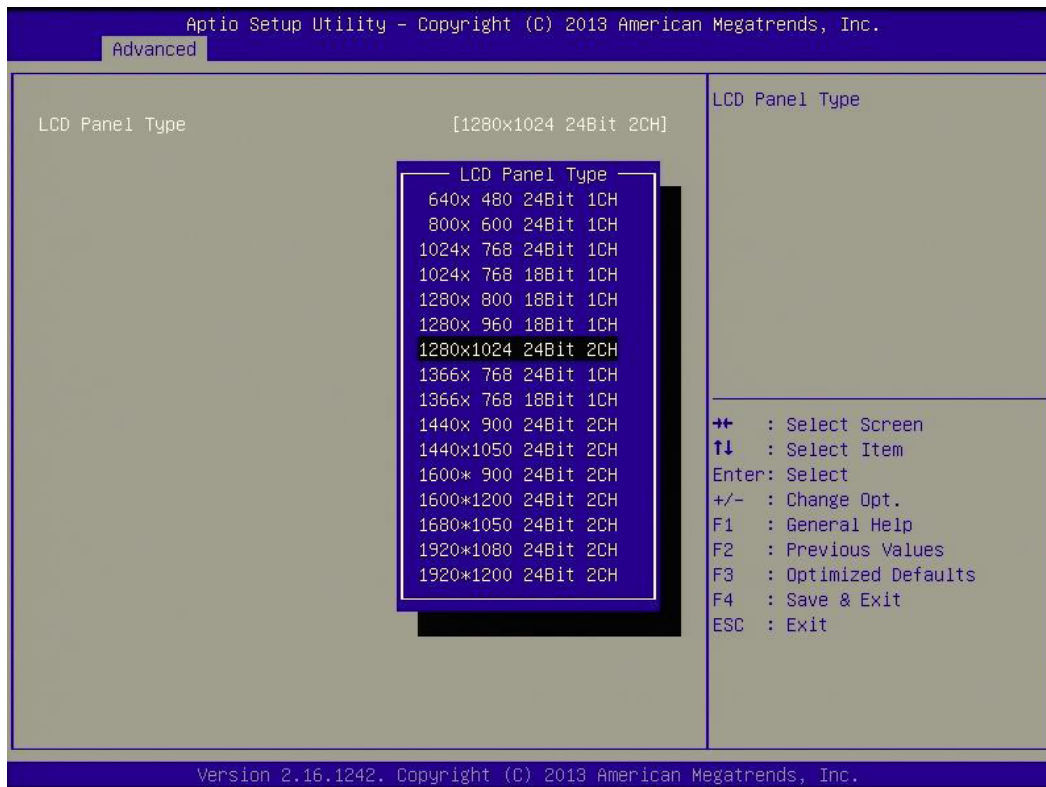 Aptio Setup Utility – Copyright (C) 2013 American Megatrends, Inc.
Advanced
LCD Panel Type [1280x1024 24Bit 2CH]
LCD Panel Type
640x 480 24Bit 1CH
800x 600 24Bit 1CH
1024x 768 24Bit 1CH
1024x 768 18Bit 1CH
1280x 800 18Bit 1CH
1280x 960 18Bit 1CH
1280x1024 24Bit 2CH
1366x 768 24Bit 1CH
1366x 768 18Bit 1CH
1440x 900 24Bit 2CH
1440x1050 24Bit 2CH
1600* 900 24Bit 2CH
1600*1200 24Bit 2CH
1680*1050 24Bit 2CH
1920*1080 24Bit 2CH
1920*1200 24Bit 2CH
LCD Panel Type
→← : Select Screen
↑↓ : Select Item
Enter: Select
+/- : Change Opt.
F1 : General Help
F2 : Previous Values
F3 : Optimized Defaults
F4 : Save & Exit
ESC : Exit
Version 2.16.1242. Copyright (C) 2013 American Megatrends, Inc.